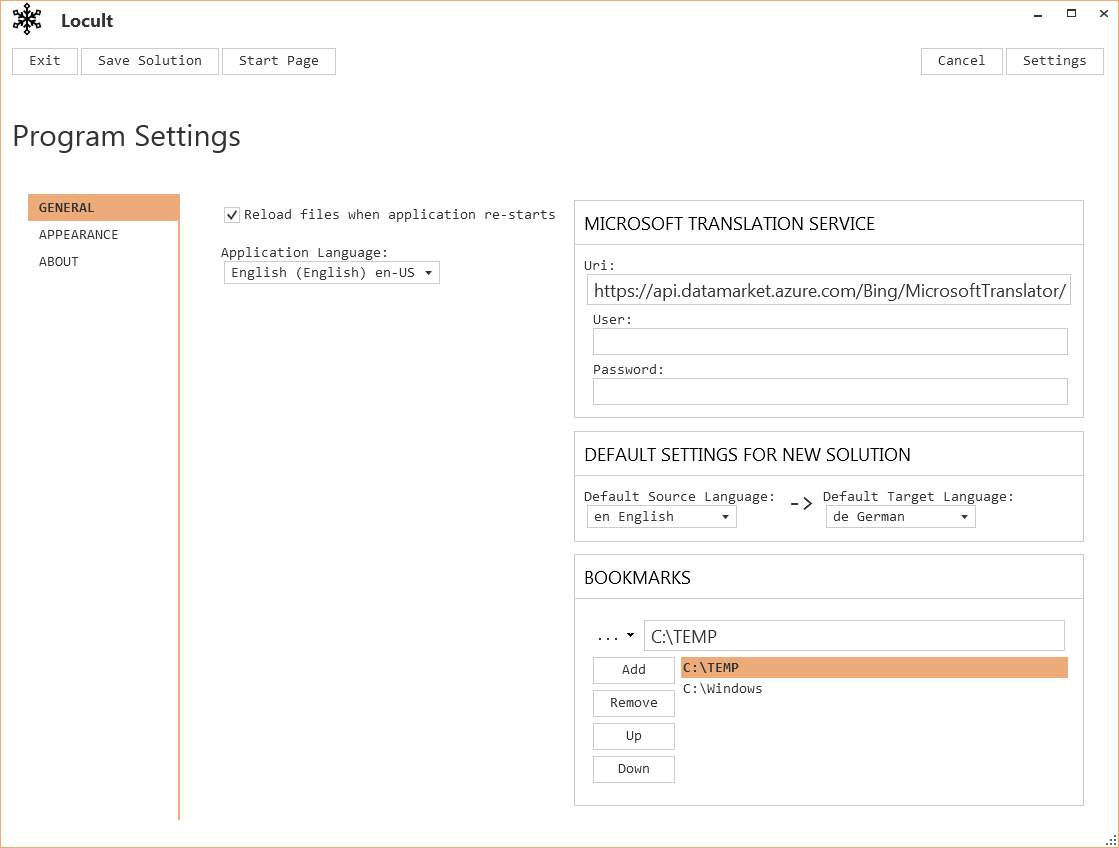 Locult
Exit Save Solution Start Page Cancel Settings
Program Settings
GENERAL
APPEARANCE
ABOUT
Reload files when application re-starts
Application Language:
English (English) en-US
MICROSOFT TRANSLATION SERVICE
Uri:
https://api.datamarket.azure.com/Bing/MicrosoftTranslator/
User:
Password:
DEFAULT SETTINGS FOR NEW SOLUTION
Default Source Language: -> Default Target Language:
en English de German
BOOKMARKS
... C:\TEMP
Add C:\TEMP
C:\Windows
Remove
Up
Down